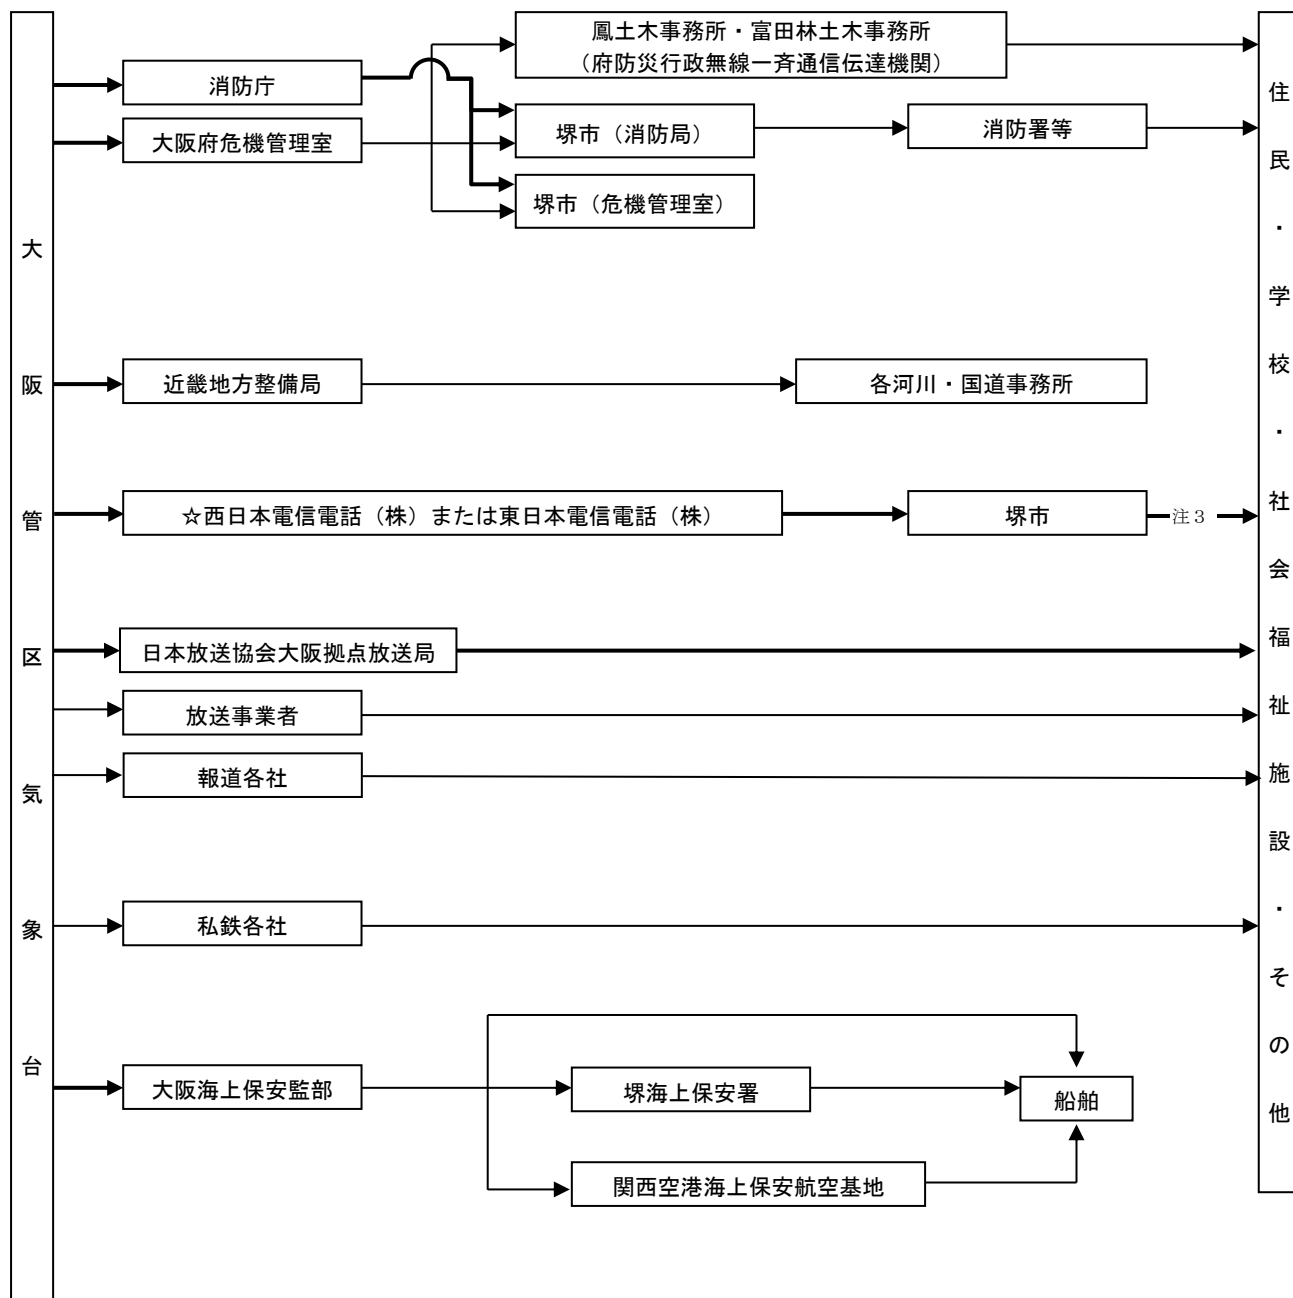 大阪管区気象台
鳳土木事務所・富田林土木事務所
（府防災行政無線一斉通信伝達機関）
消防庁
大阪府危機管理室
堺市（消防局）
消防署等
堺市（危機管理室）
近畿地方整備局
各河川・国道事務所
☆西日本電信電話（株）または東日本電信電話（株）
堺市
注３
日本放送協会大阪拠点放送局
放送事業者
報道各社
私鉄各社
大阪海上保安監部
堺海上保安署
船舶
関西空港海上保安航空基地
住民・学校・社会福祉施設・その他